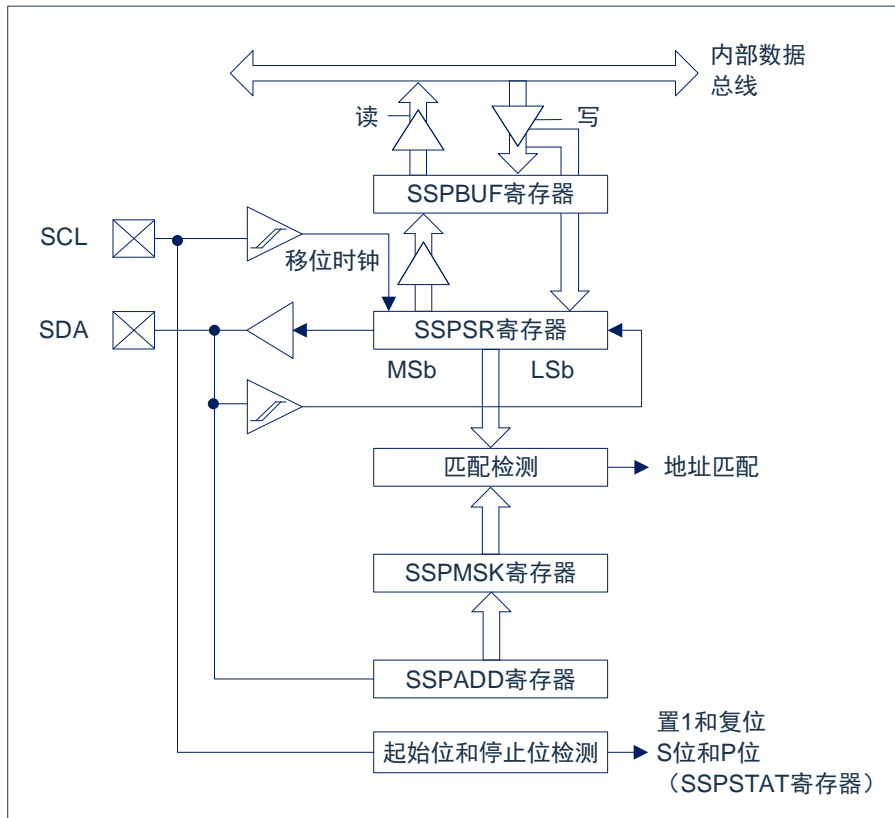 内部数据
总线
读
写
SSPBUF寄存器
SCL
移位时钟
SDA
SSPSR寄存器
MSb
LSb
匹配检测
地址匹配
SSPMSK寄存器
SSPADD寄存器
起始位和停止位检测
置1和复位
S位和P位
（SSPSTAT寄存器）